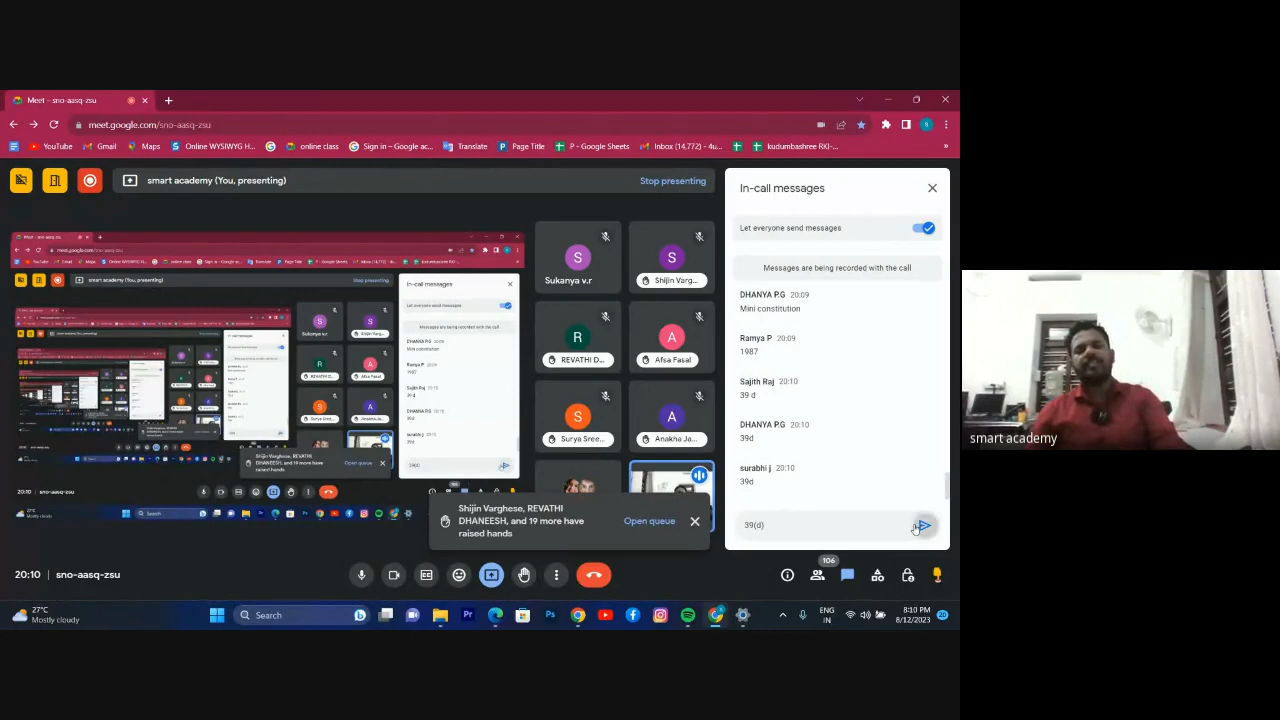 Meet - sno-aasq-zsu
meet.google.com/sno-aasq-zsu
YouTube
Gmail
Maps
Online WYSIWYG H...
online class
Sign in – Google ac...
Translate
Page Title
P - Google Sheets
Inbox (14,772) - 4u...
kudumbashree RKI-...
»
smart academy (You, presenting)
Stop presenting
In-call messages
Let everyone send messages
Messages are being recorded with the call
DHANYA P.G 20:09
Mini constitution
Ramya P 20:09
1987
Sajith Raj 20:10
39 d
DHANYA P.G 20:10
39d
surabhi j 20:10
39d
39(d)
S
Sukanya v.r
S
Shijin Varg...
R
REVATHI D...
A
Afsa Fasal
S
Surya Sree...
A
Anakha Ja...
Shijin Varghese, REVATHI
DHANEESH, and 19 more have
raised hands
Open queue
106
20:10
sno-aasq-zsu
27°C
Mostly cloudy
Search
ENG
IN
8:10 PM
8/12/2023
20
smart academy